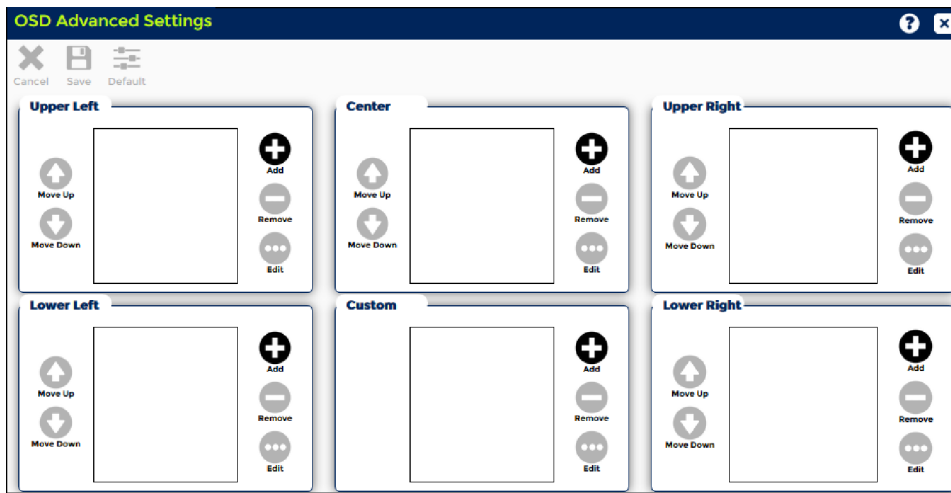 OSD Advanced Settings
?
Cancel Save Default
Upper Left
Move Up
Move Down
Add
Remove
Edit
Center
Move Up
Move Down
Add
Remove
Edit
Upper Right
Move Up
Move Down
Add
Remove
Edit
Lower Left
Move Up
Move Down
Add
Remove
Edit
Custom
Add
Remove
Edit
Lower Right
Move Up
Move Down
Add
Remove
Edit